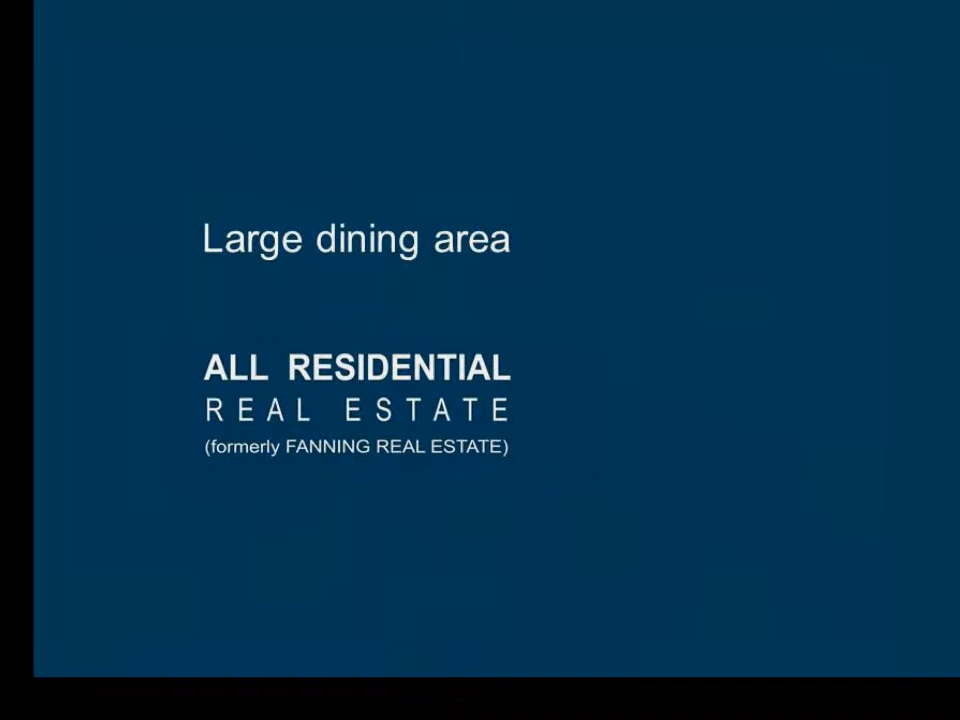 Large dining area
ALL RESIDENTIAL
REAL ESTATE
(formerly FANNING REAL ESTATE)